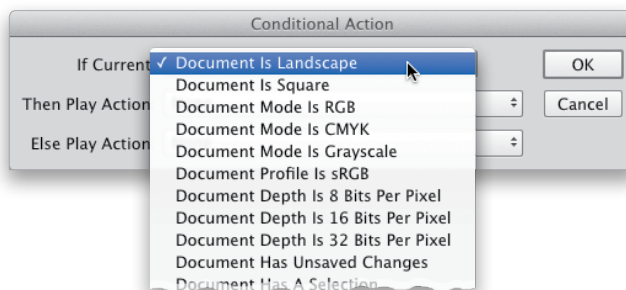 Conditional Action
If Current ✓ Document Is Landscape OK
Document Is Square
Then Play Action Document Mode Is RGB Cancel
Document Mode Is CMYK
Else Play Action Document Mode Is Grayscale
Document Profile Is sRGB
Document Depth Is 8 Bits Per Pixel
Document Depth Is 16 Bits Per Pixel
Document Depth Is 32 Bits Per Pixel
Document Has Unsaved Changes
Document Has A Selection